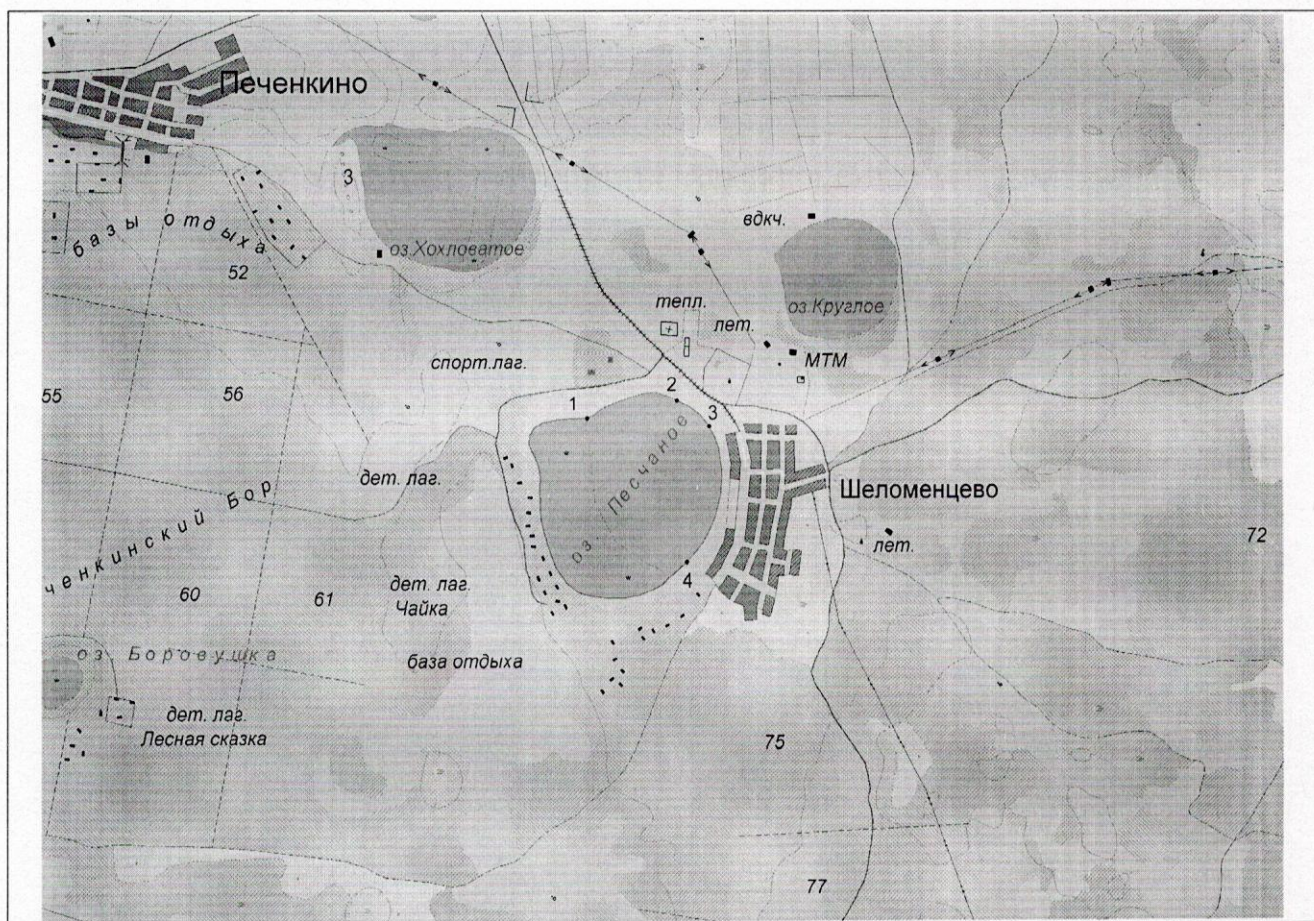 Печенкино
3
вдкч.
базы отдыха
оз.Хохловатое
52
тепл.
оз.Круглое
лет.
спорт.лаг.
МТМ
55
56
2
1
3
оз. Песчаное
дет. лаг.
Шеломенцево
ченкинский Бор
72
лет.
4
60
61
дет. лаг.
Чайка
оз Боровушка
база отдыха
дет. лаг.
Лесная сказка
75
77